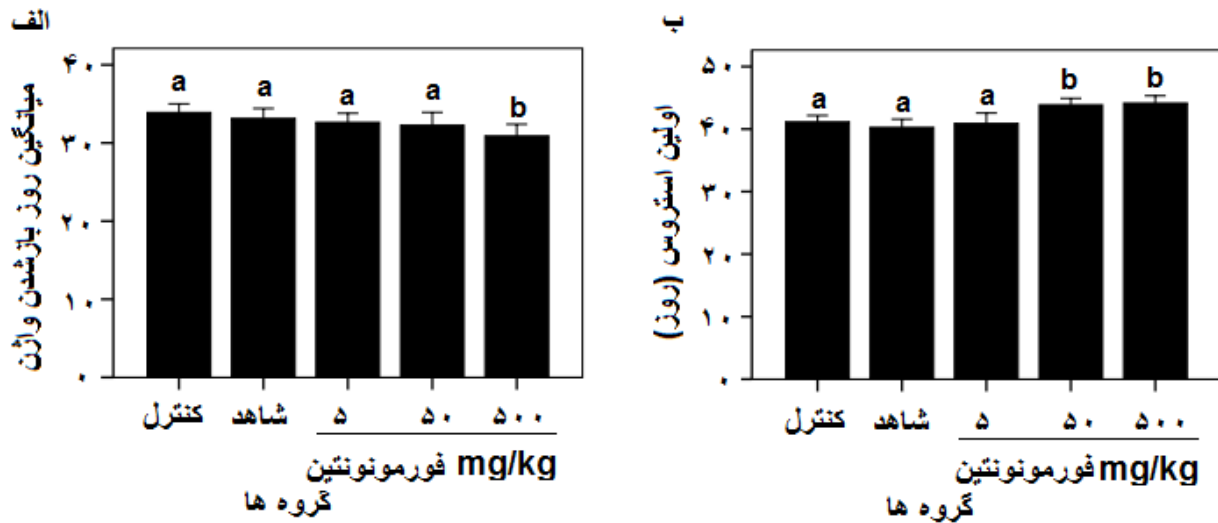 الف
میانگین روز بازشدن واژن
۴۰
۳۰
۲۰
۱۰
۰
a a a a b
کنترل شاهد ۵ ۵۰ ۵۰۰
فورمونونتین mg/kg
گروه ها
ب
اولین استروس (روز)
۵۰
۴۰
۳۰
۲۰
۱۰
۰
a a a b b
کنترل شاهد ۵ ۵۰ ۵۰۰
فورمونونتین mg/kg
گروه ها